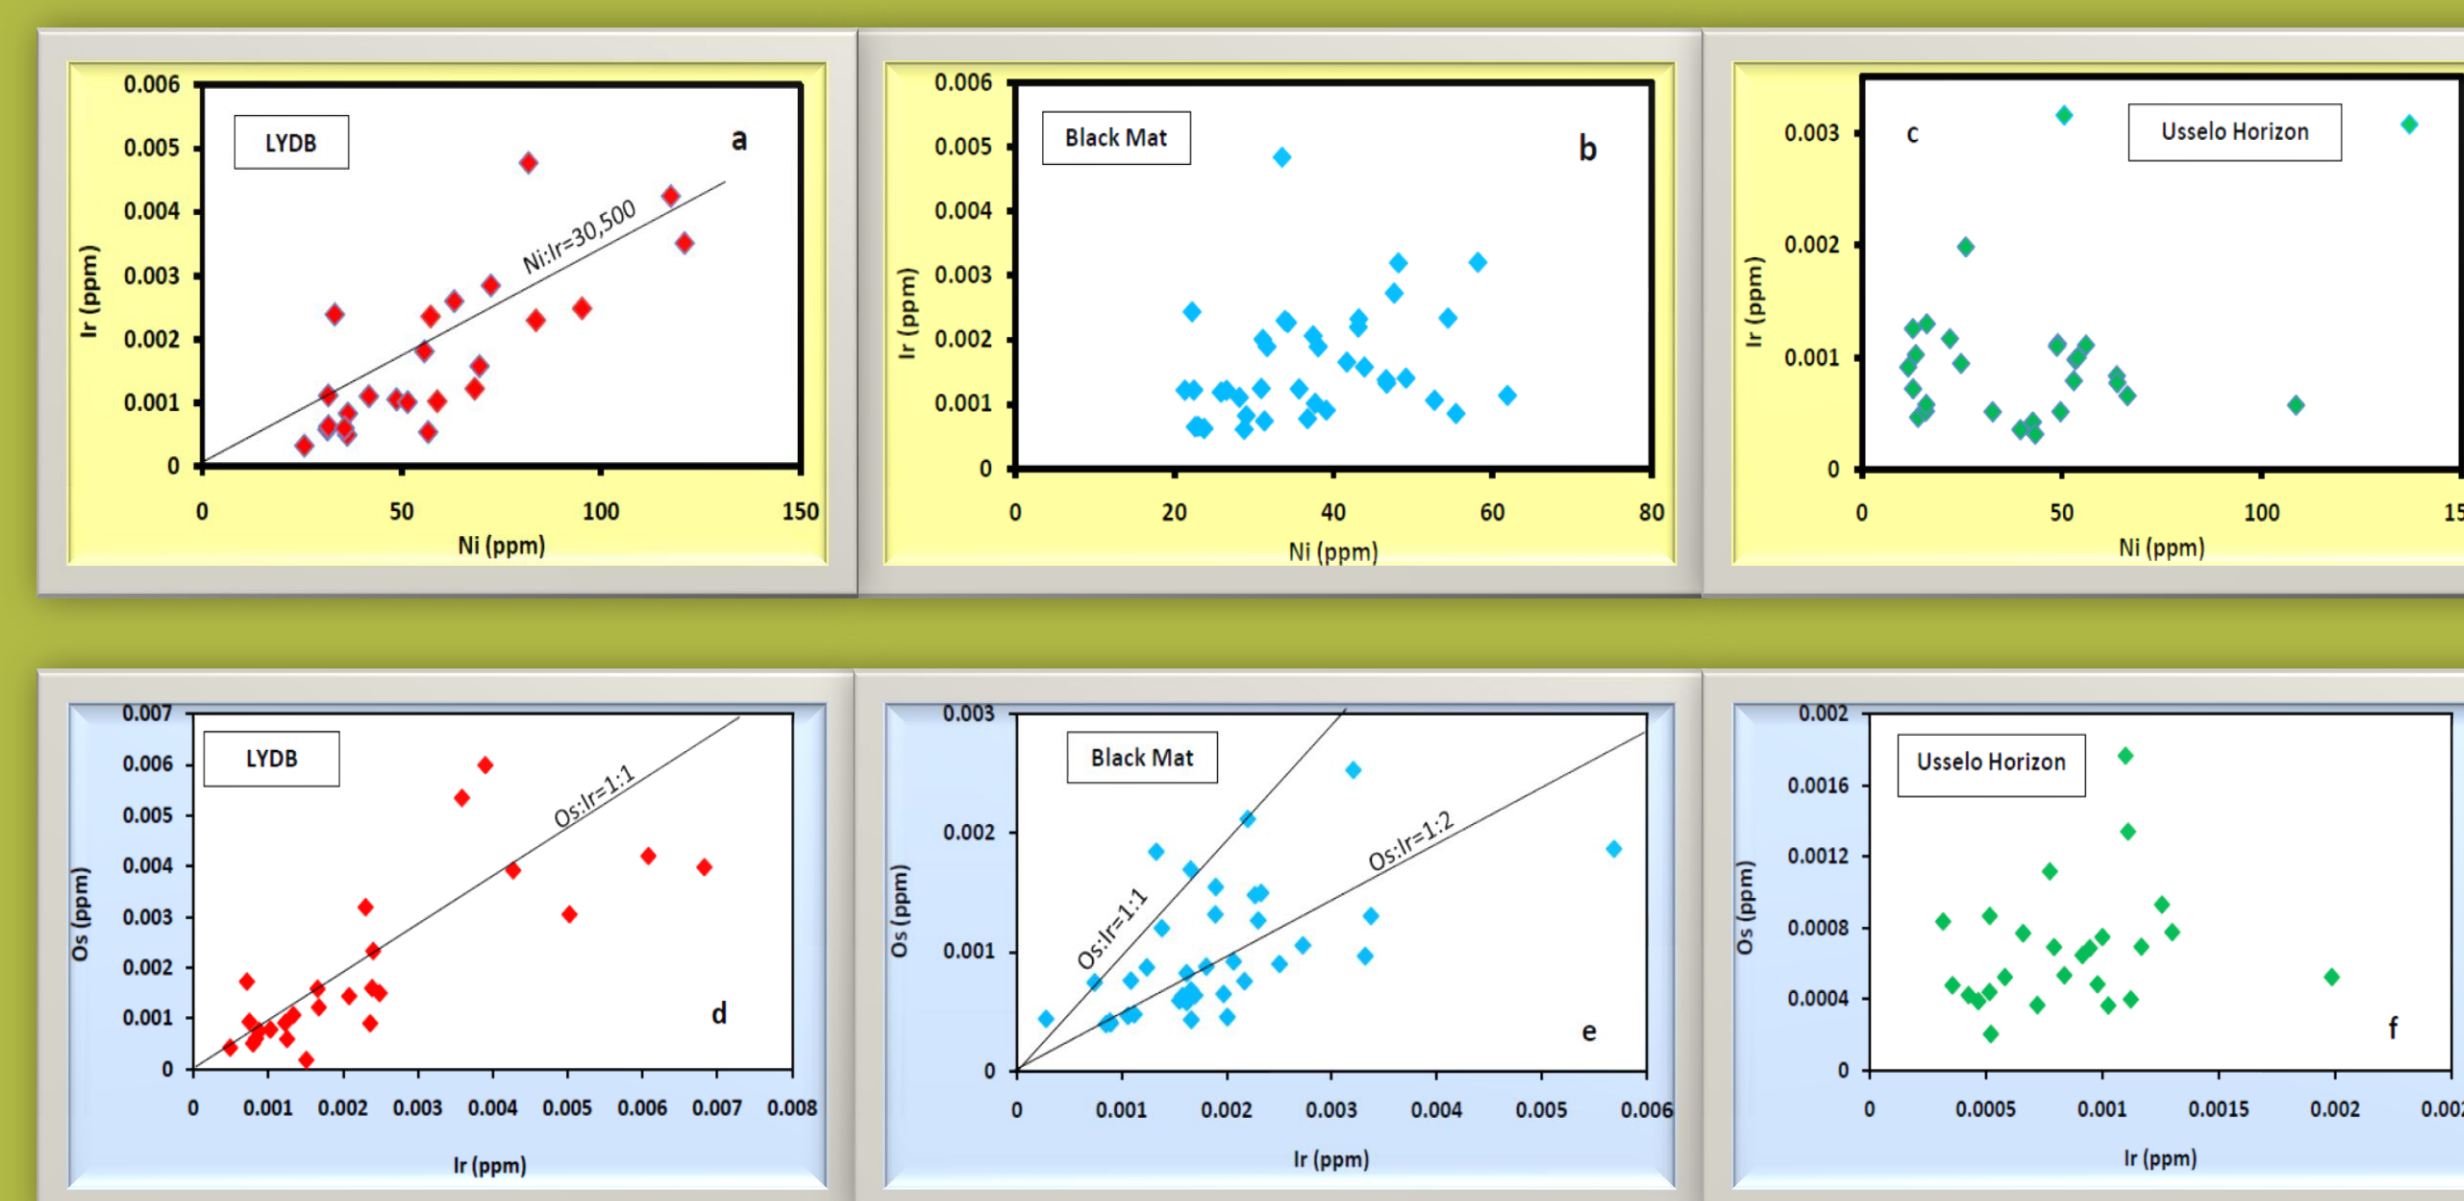 0.006
0.005
0.004
0.003
0.002
0.001
0
Ir (ppm)
LYDB
a
Ni:Ir=30,500
0 50 100 150
Ni (ppm)
0.006
0.005
0.004
0.003
0.002
0.001
0
Ir (ppm)
Black Mat
b
0 20 40 60 80
Ni (ppm)
0.003
0.002
0.001
0
Ir (ppm)
c
Usselo Horizon
0 50 100
Ni (ppm)
0.007
0.006
0.005
0.004
0.003
0.002
0.001
0
Os (ppm)
LYDB
Os:Ir=1:1
d
0 0.001 0.002 0.003 0.004 0.005 0.006 0.007 0.008
Ir (ppm)
0.003
0.002
0.001
0
Os (ppm)
Black Mat
Os:Ir=1:1
Os:Ir=1:2
e
0 0.001 0.002 0.003 0.004 0.005 0.006
Ir (ppm)
0.002
0.0016
0.0012
0.0008
0.0004
0
Os (ppm)
Usselo Horizon
f
0 0.0005 0.001 0.0015 0.002
Ir (ppm)